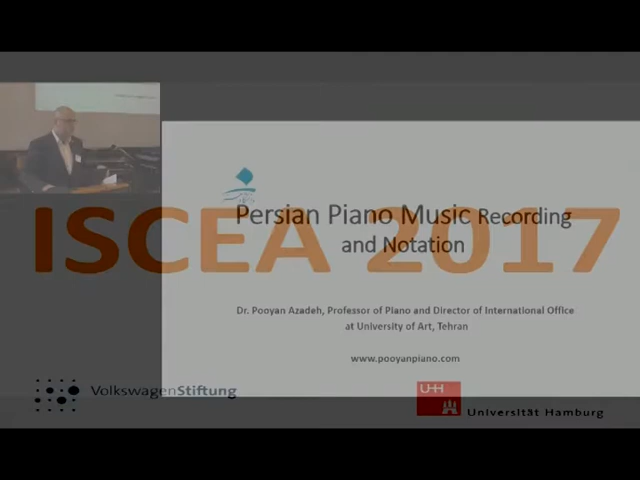 Persian Piano Music Recording
and Notation
ISCEA 2017
Dr. Pooyan Azadeh, Professor of Piano and Director of International Office
at University of Art, Tehran
www.pooyanpiano.com
VolkswagenStiftung
UHH
Universität Hamburg